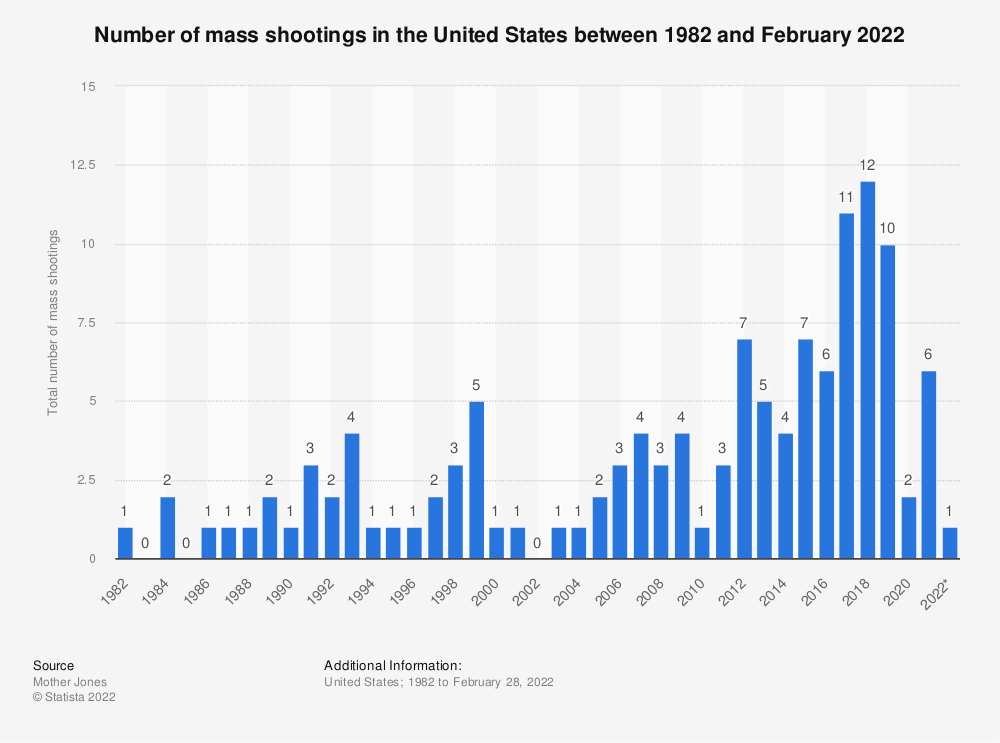 Number of mass shootings in the United States between 1982 and February 2022
Total number of mass shootings
15
12.5
10
7.5
5
2.5
0
1 0 2 0 1 1 1 2 1 3 2 4 1 1 1 2 3 5 1 1 0 1 1 2 3 4 3 4 1 3 7 5 4 7 6 11 12 10 2 6 1
1982 1984 1986 1988 1990 1992 1994 1996 1998 2000 2002 2004 2006 2008 2010 2012 2014 2016 2018 2020 2022*
Source
Mother Jones
© Statista 2022
Additional Information:
United States; 1982 to February 28, 2022